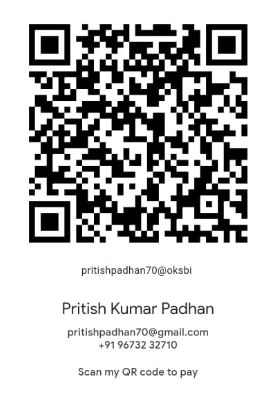 pritishpadhan70@oksbi
Pritish Kumar Padhan
pritishpadhan70@gmail.com
+91 96732 32710
Scan my QR code to pay